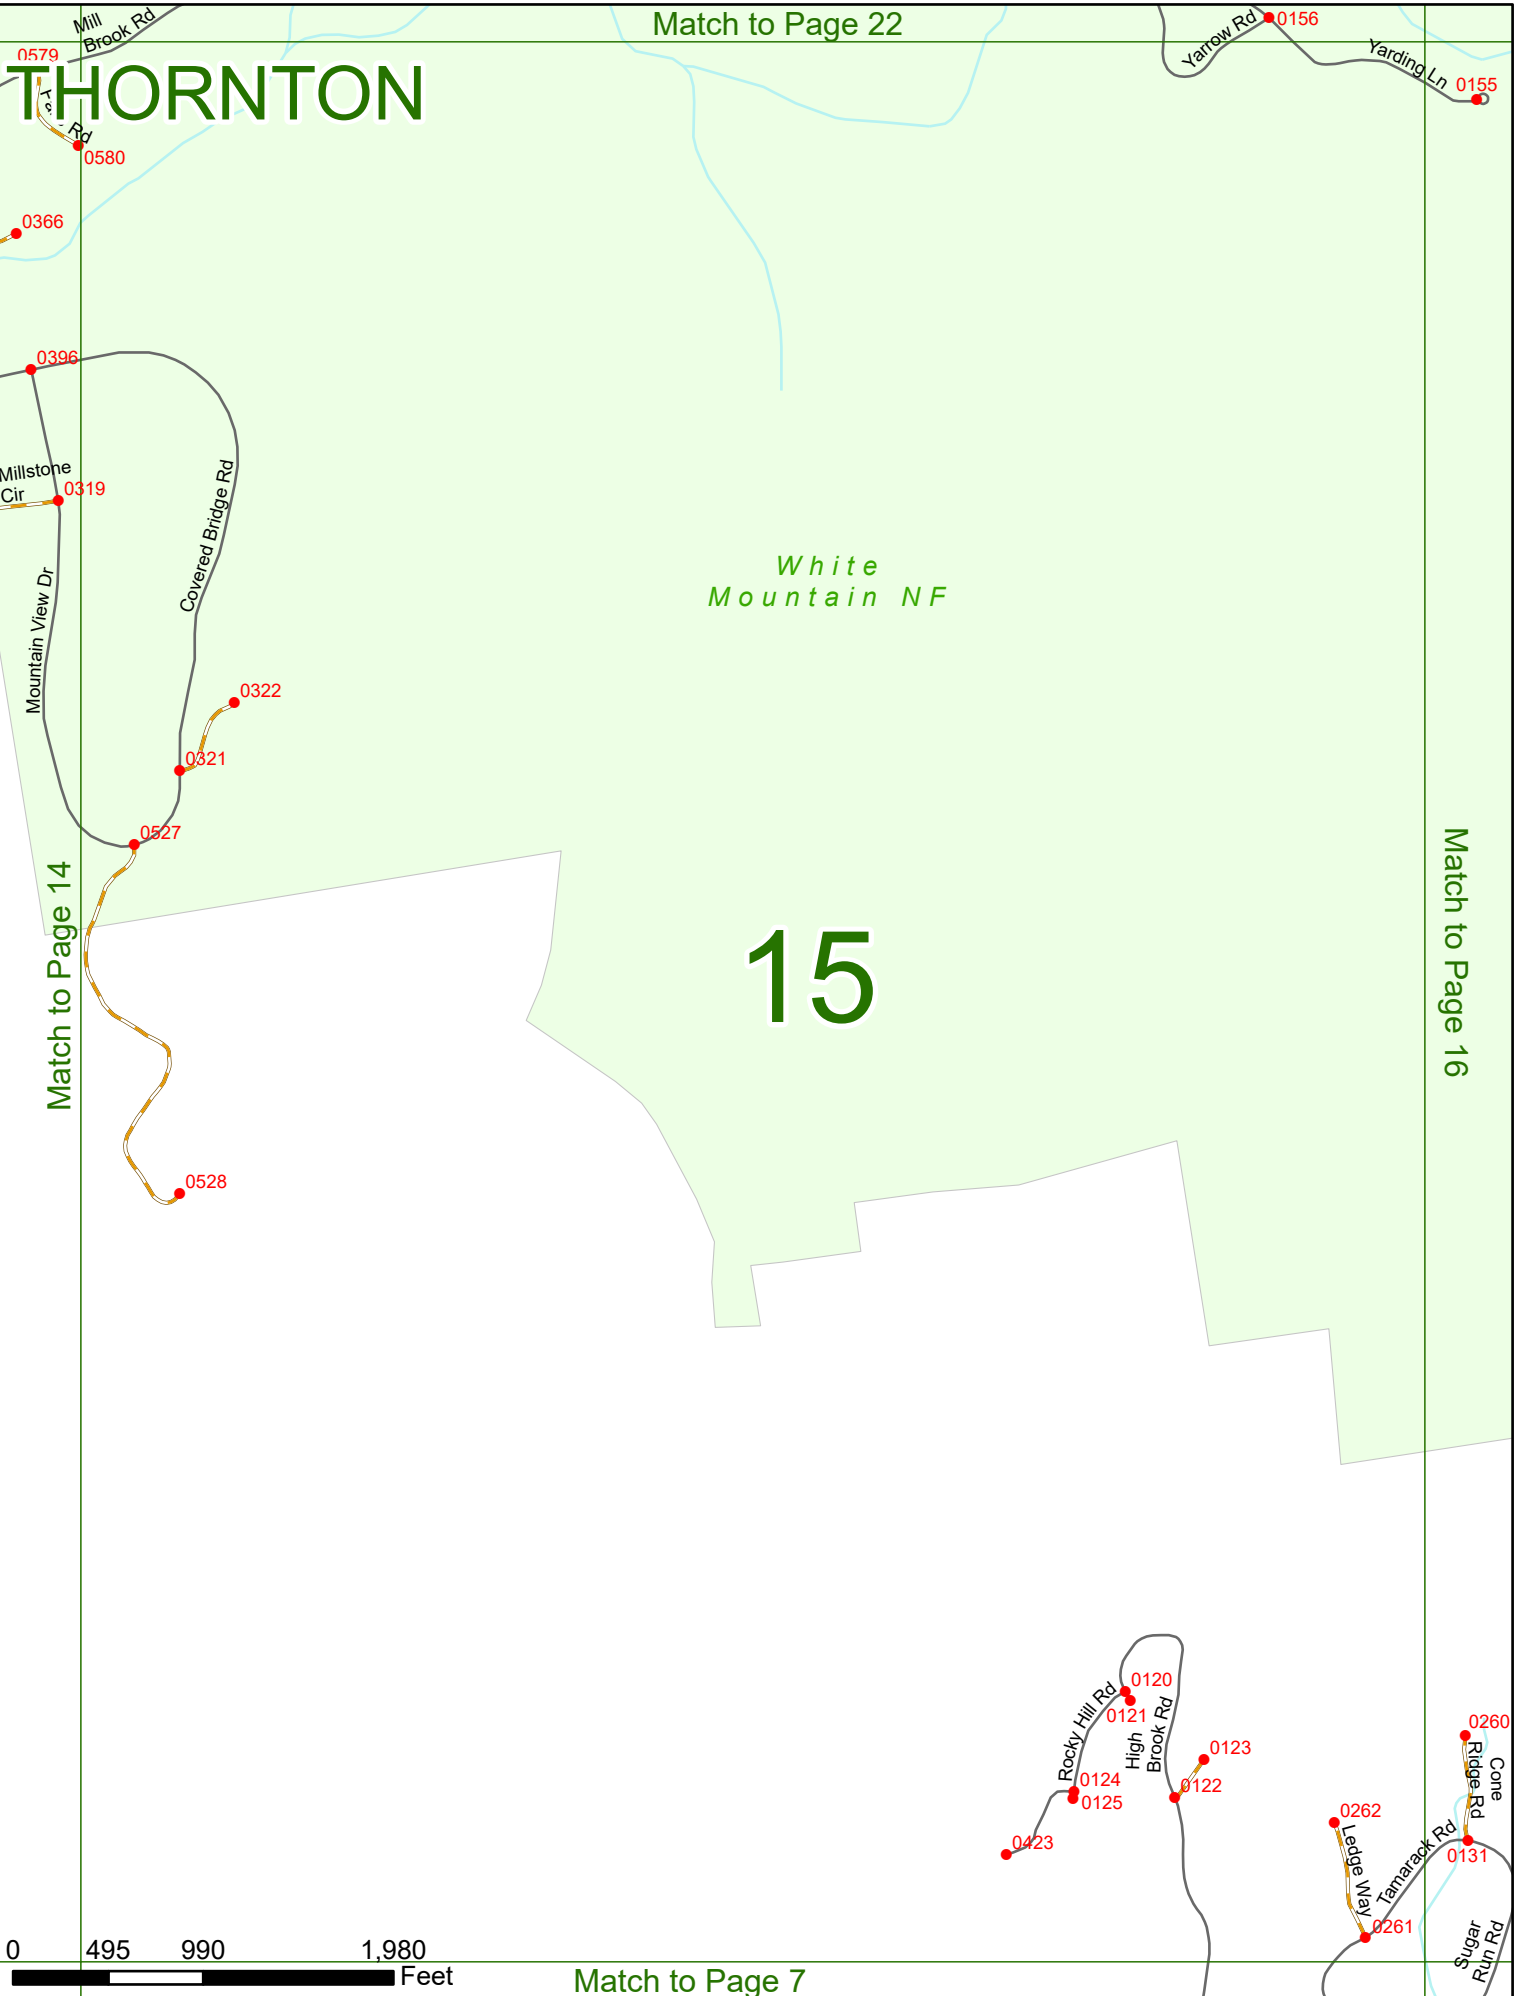 Match to Page 22
Mill
Brook Rd
0579
THORNTON
Rd
0580
0366
Yarrow Rd
0156
Yarding Ln
0155
0396
Millstone
Cir
0319
Covered Bridge Rd
Mountain View Dr
White
Mountain NF
0322
0321
0527
Match to Page 14
15
Match to Page 16
0528
0120
0121
Rocky Hill Rd
High
Brook Rd
0123
0124
0125
0122
0423
0260
Cone
Ridge Rd
0262
Ledge Way
Tamarack Rd
0131
0261
Sugar
Run Rd
0 495 990 1,980
Feet
Match to Page 7